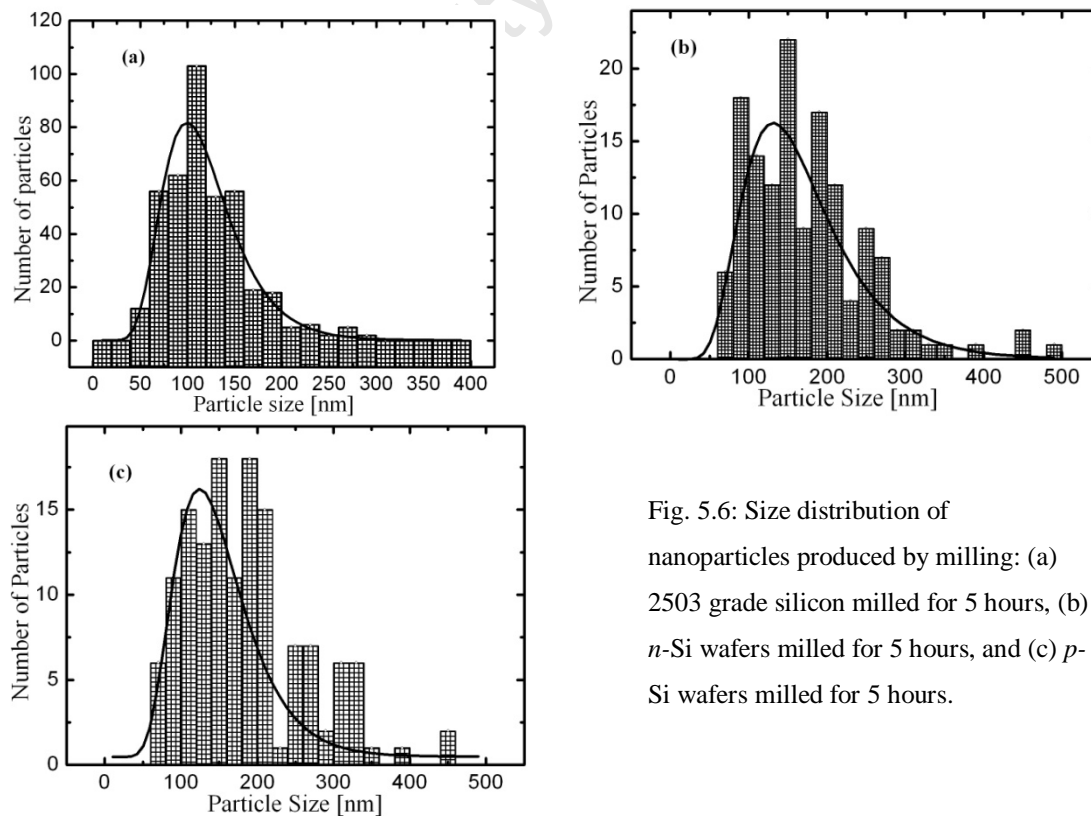 (a)
120
100
80
60
40
20
0
Number of particles
0 50 100 150 200 250 300 350 400
Particle size [nm]
(b)
20
15
10
5
0
Number of Particles
0 100 200 300 400 500
Particle Size [nm]
(c)
15
10
5
0
Number of Particles
0 100 200 300 400 500
Particle Size [nm]
Fig. 5.6: Size distribution of
nanoparticles produced by milling: (a)
2503 grade silicon milled for 5 hours, (b)
n-Si wafers milled for 5 hours, and (c) p-
Si wafers milled for 5 hours.